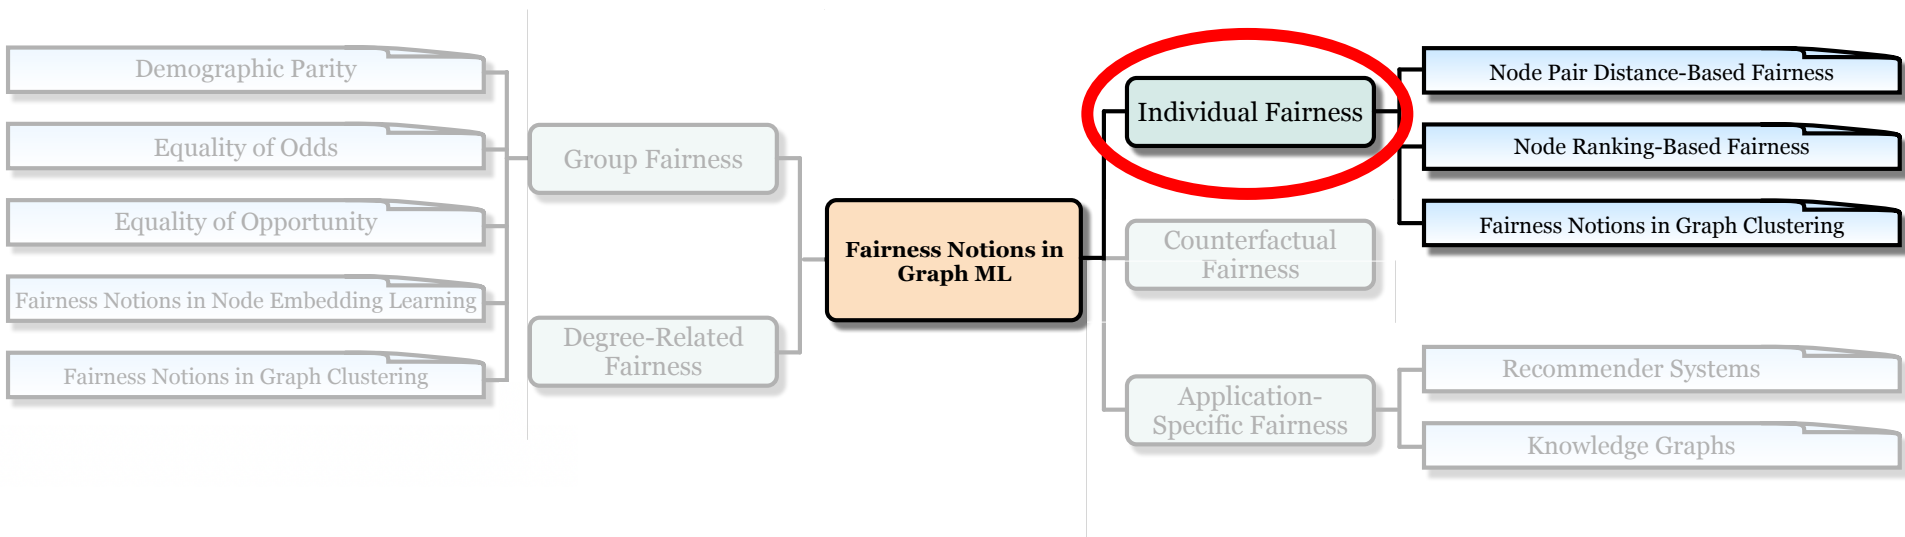 Demographic Parity
Equality of Odds
Equality of Opportunity
Fairness Notions in Node Embedding Learning
Fairness Notions in Graph Clustering
Group Fairness
Degree-Related
Fairness
Fairness Notions in
Graph ML
Individual Fairness
Counterfactual
Fairness
Application-
Specific Fairness
Node Pair Distance-Based Fairness
Node Ranking-Based Fairness
Fairness Notions in Graph Clustering
Recommender Systems
Knowledge Graphs